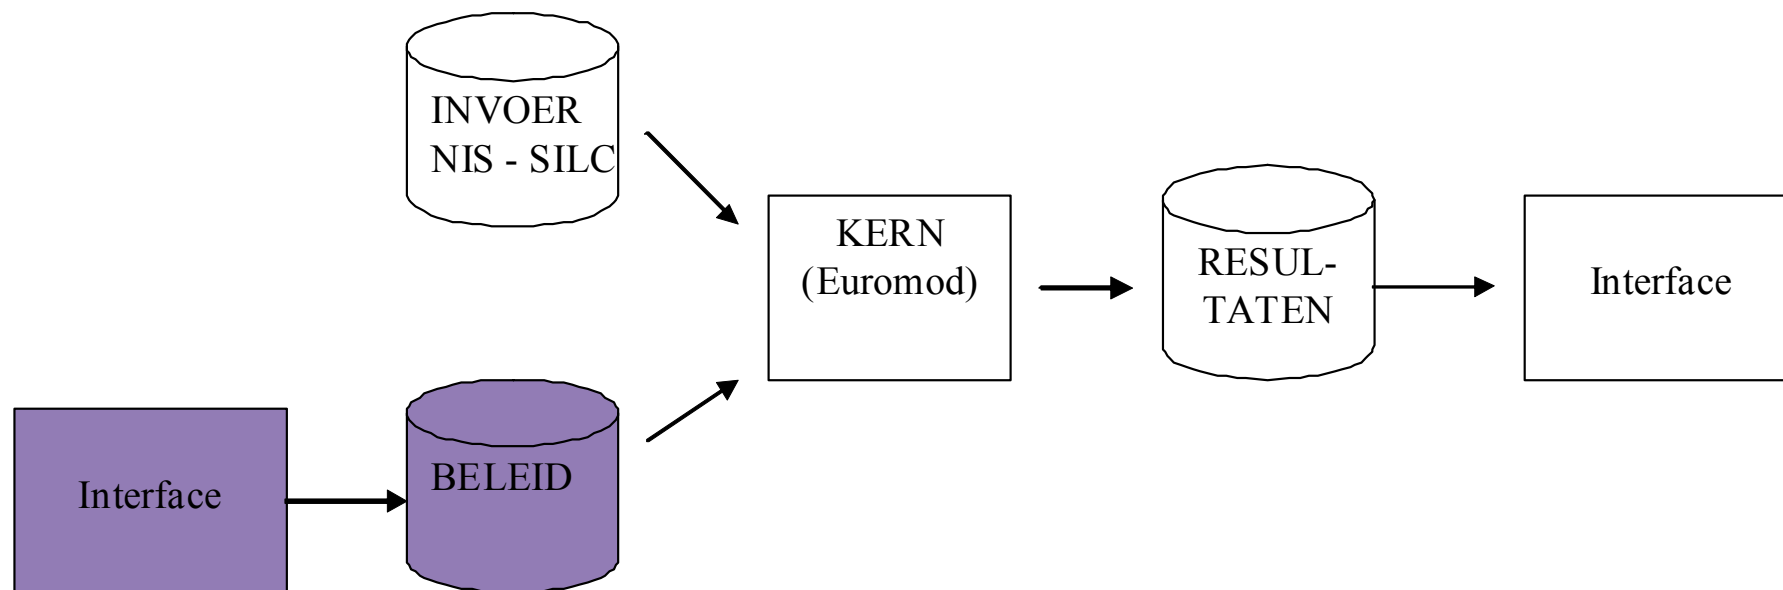 INVOER
NIS - SILC
KERN
(Euromod)
RESUL-
TATEN
Interface
Interface
BELEID